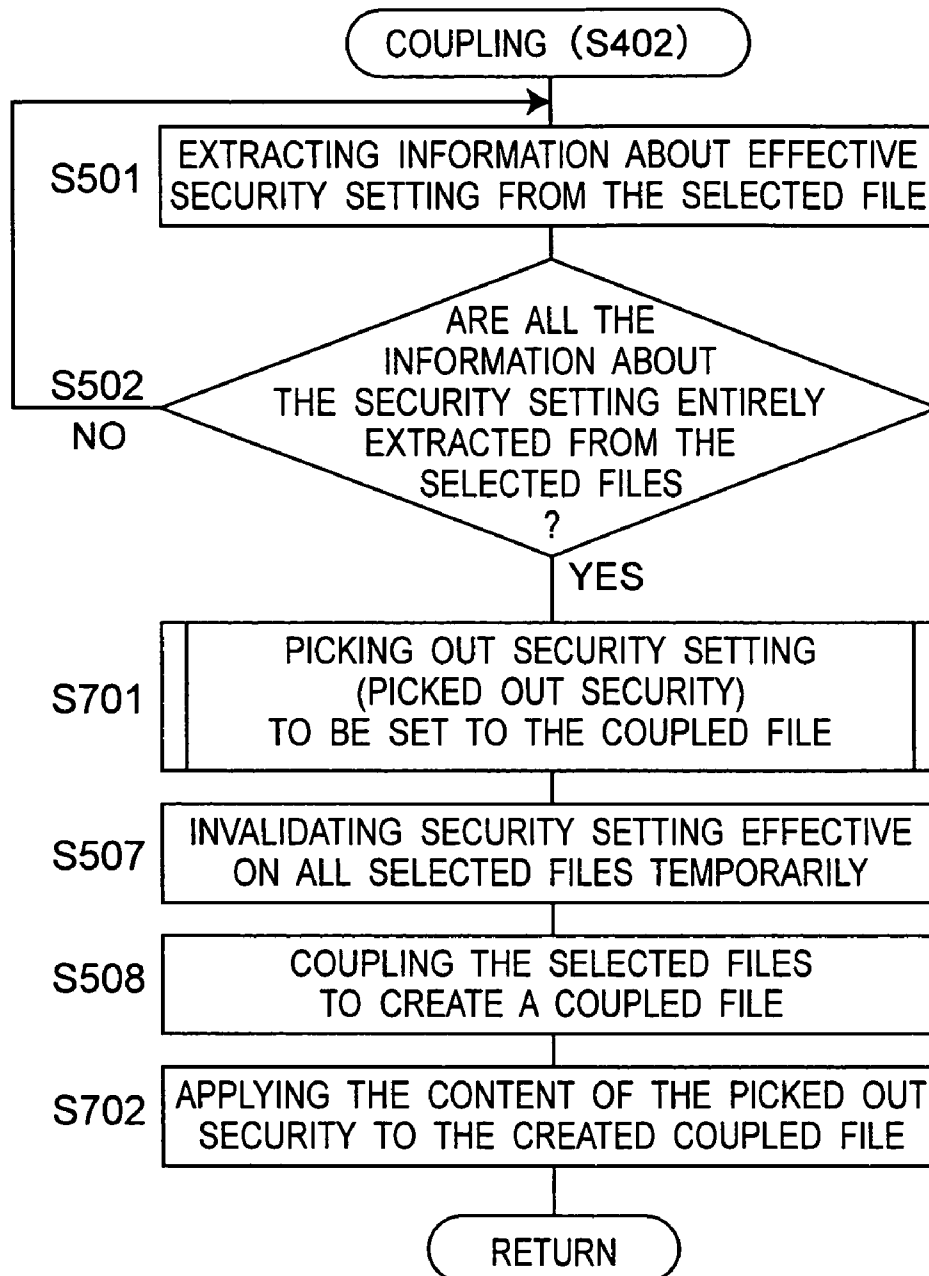 COUPLING (S402)
S501
EXTRACTING INFORMATION ABOUT EFFECTIVE
SECURITY SETTING FROM THE SELECTED FILE
S502
NO
ARE ALL THE
INFORMATION ABOUT
THE SECURITY SETTING ENTIRELY
EXTRACTED FROM THE
SELECTED FILES
?
YES
S701
PICKING OUT SECURITY SETTING
(PICKED OUT SECURITY)
TO BE SET TO THE COUPLED FILE
S507
INVALIDATING SECURITY SETTING EFFECTIVE
ON ALL SELECTED FILES TEMPORARILY
S508
COUPLING THE SELECTED FILES
TO CREATE A COUPLED FILE
S702
APPLYING THE CONTENT OF THE PICKED OUT
SECURITY TO THE CREATED COUPLED FILE
RETURN